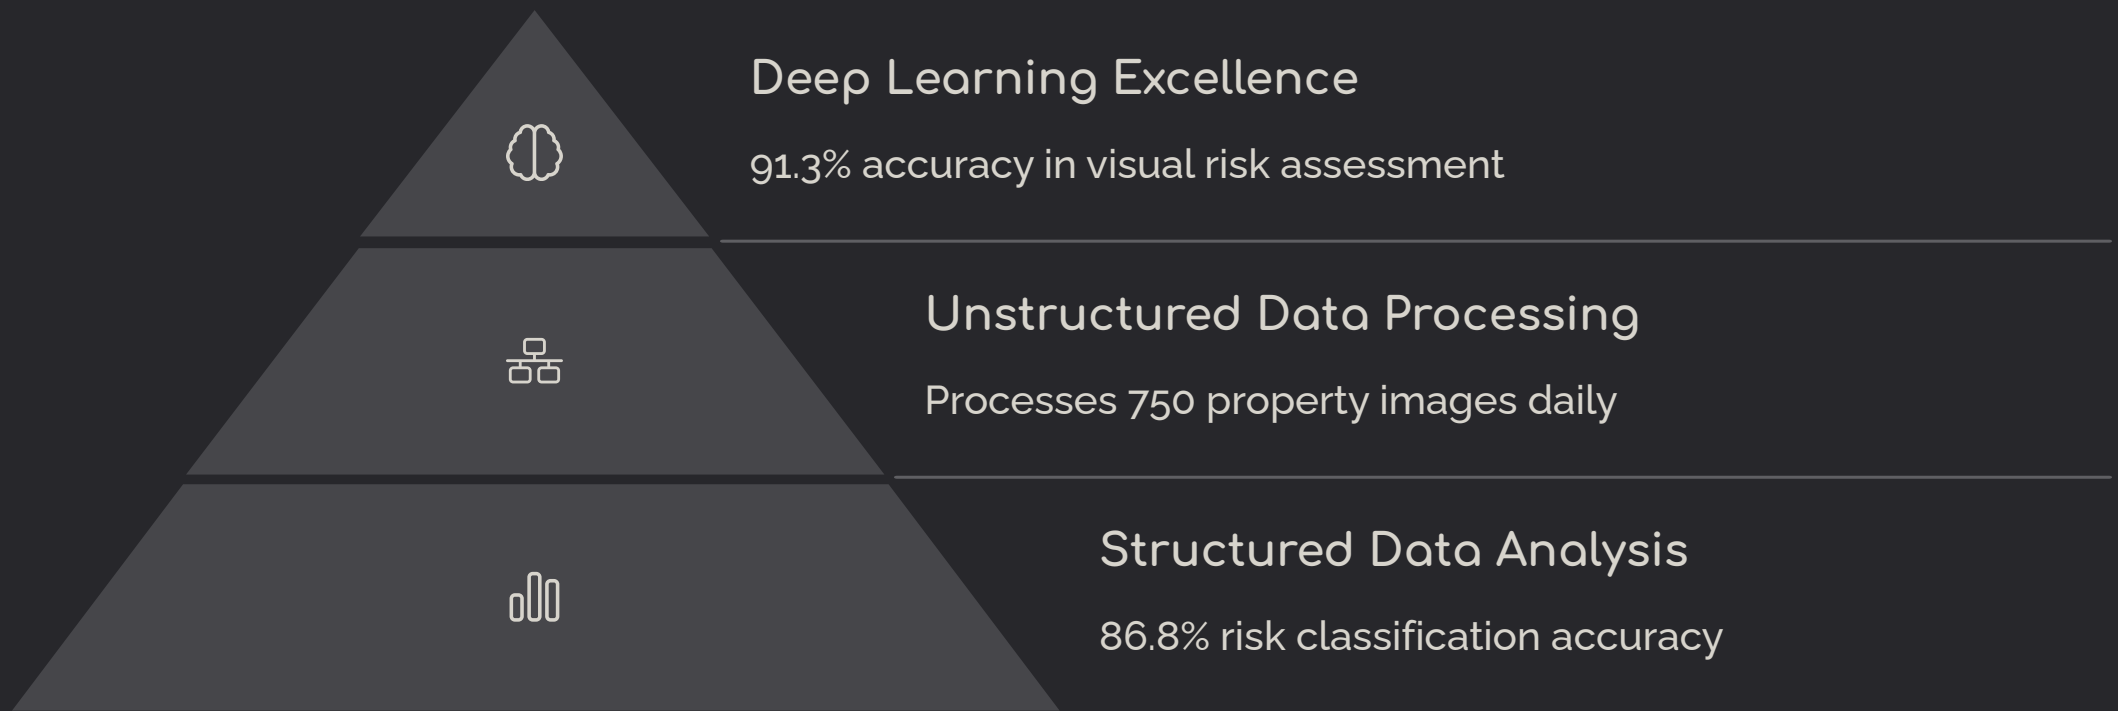 Deep Learning Excellence
91.3% accuracy in visual risk assessment
Unstructured Data Processing
Processes 750 property images daily
Structured Data Analysis
86.8% risk classification accuracy